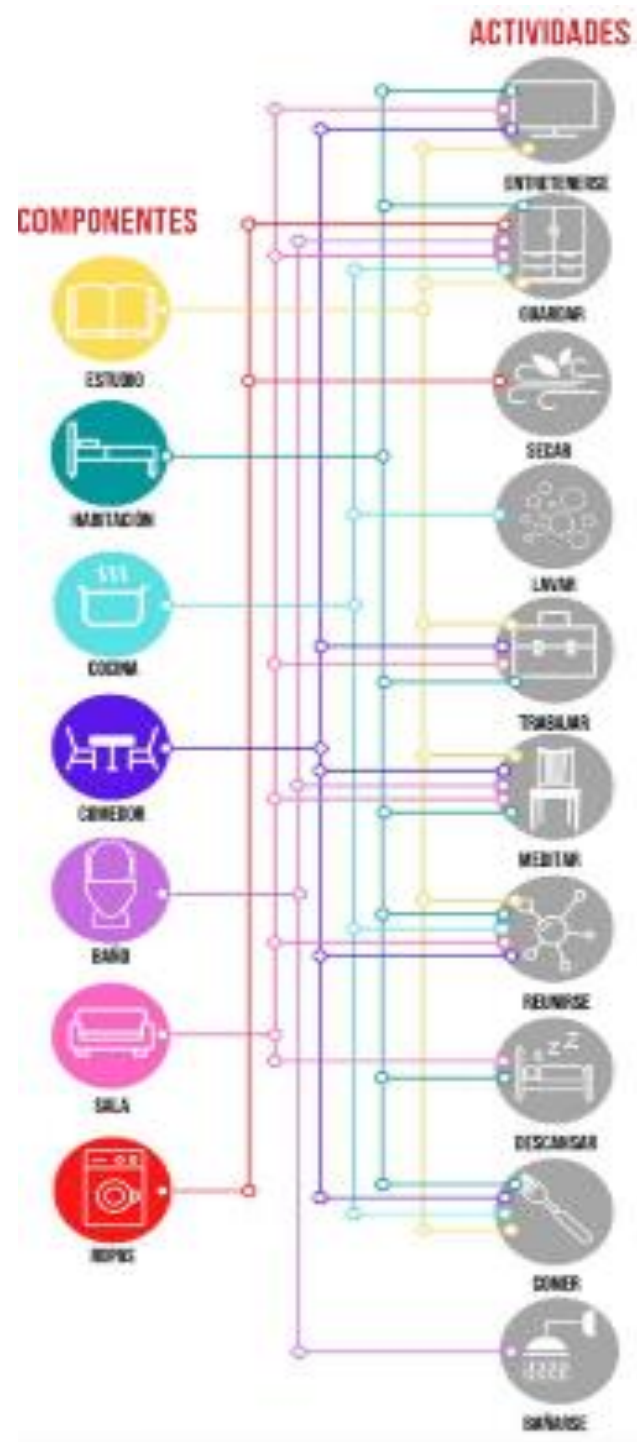 ACTIVIDADES
ENTRETENERSE
COMPONENTES
GUARDAR
ESTUDIO
SECAR
HABITACIÓN
LAVAR
COCINA
TRABAJAR
COMEDOR
MEDITAR
BAÑO
REUNIRSE
SALA
DESCANSAR
ROPAS
COMER
BAÑARSE